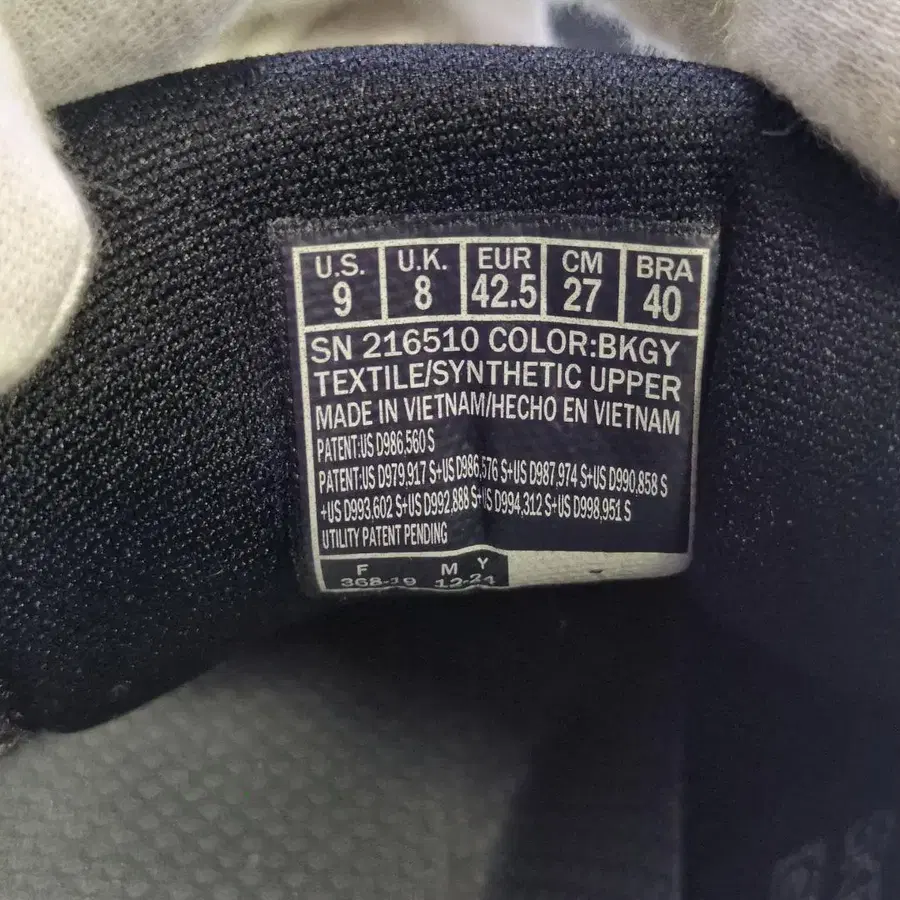 U.S. U.K. EUR CM BRA
9 8 42.5 27 40
SN 216510 COLOR:BKGY
TEXTILE/SYNTHETIC UPPER
MADE IN VIETNAM/HECHO EN VIETNAM
PATENT:US D986,560 S
PATENT:US D979.917 S+US D986,576 S+US D987,974 S+US D990.858 S
+US D993.602 S+US D992,888 S+US D994,312 S+US D998,951 S
UTILITY PATENT PENDING
F M Y
368-19 12-24